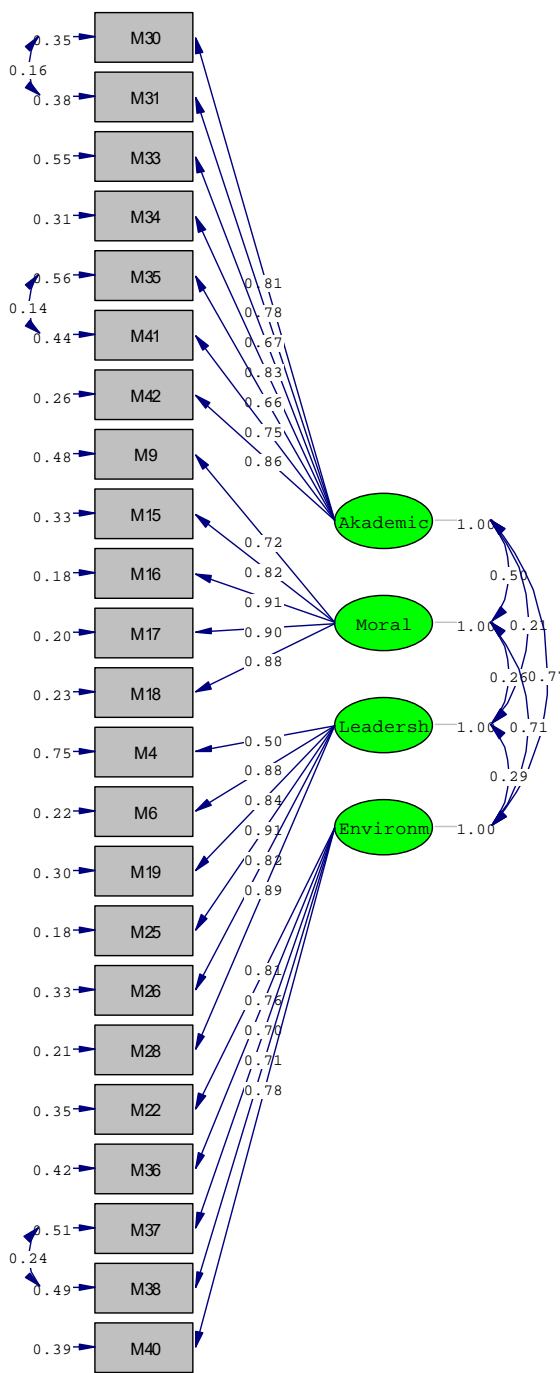 0.35 M30
0.16
0.38 M31
0.55 M33
0.31 M34
0.56 M35
0.14
0.44 M41
0.26 M42
0.48 M9
0.33 M15
0.18 M16
0.20 M17
0.23 M18
0.75 M4
0.22 M6
0.30 M19
0.18 M25
0.33 M26
0.21 M28
0.35 M22
0.42 M36
0.51 M37
0.24
0.49 M38
0.39 M40
0.81
0.78
0.67
0.83
0.66
0.75
0.86
0.72
0.82
0.91
0.90
0.88
0.50
0.88
0.84
0.91
0.82
0.89
0.81
0.76
0.70
0.71
0.78
Akademic 1.00
0.50
Moral 1.00 0.21
0.26 0.77
Leadersh 1.00 0.71
0.29
Environm 1.00